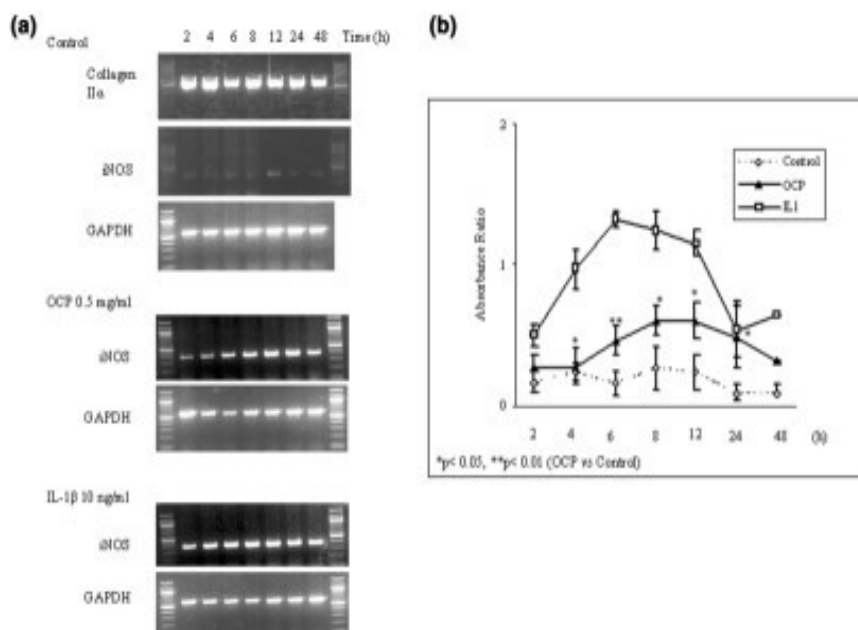 (a)
Control 2 4 6 8 12 24 48 Time (h)
Collagen
IIα
iNOS
GAPDH
OCP 0.5 mg/ml
iNOS
GAPDH
IL-1β 10 ng/ml
iNOS
GAPDH
(b)
2
Control
OCP
IL1
1
Absorbance Ratio
*
**
*
*
*
0
2 4 6 8 12 24 48 (h)
*p< 0.05, **p< 0.01 (OCP vs Control)